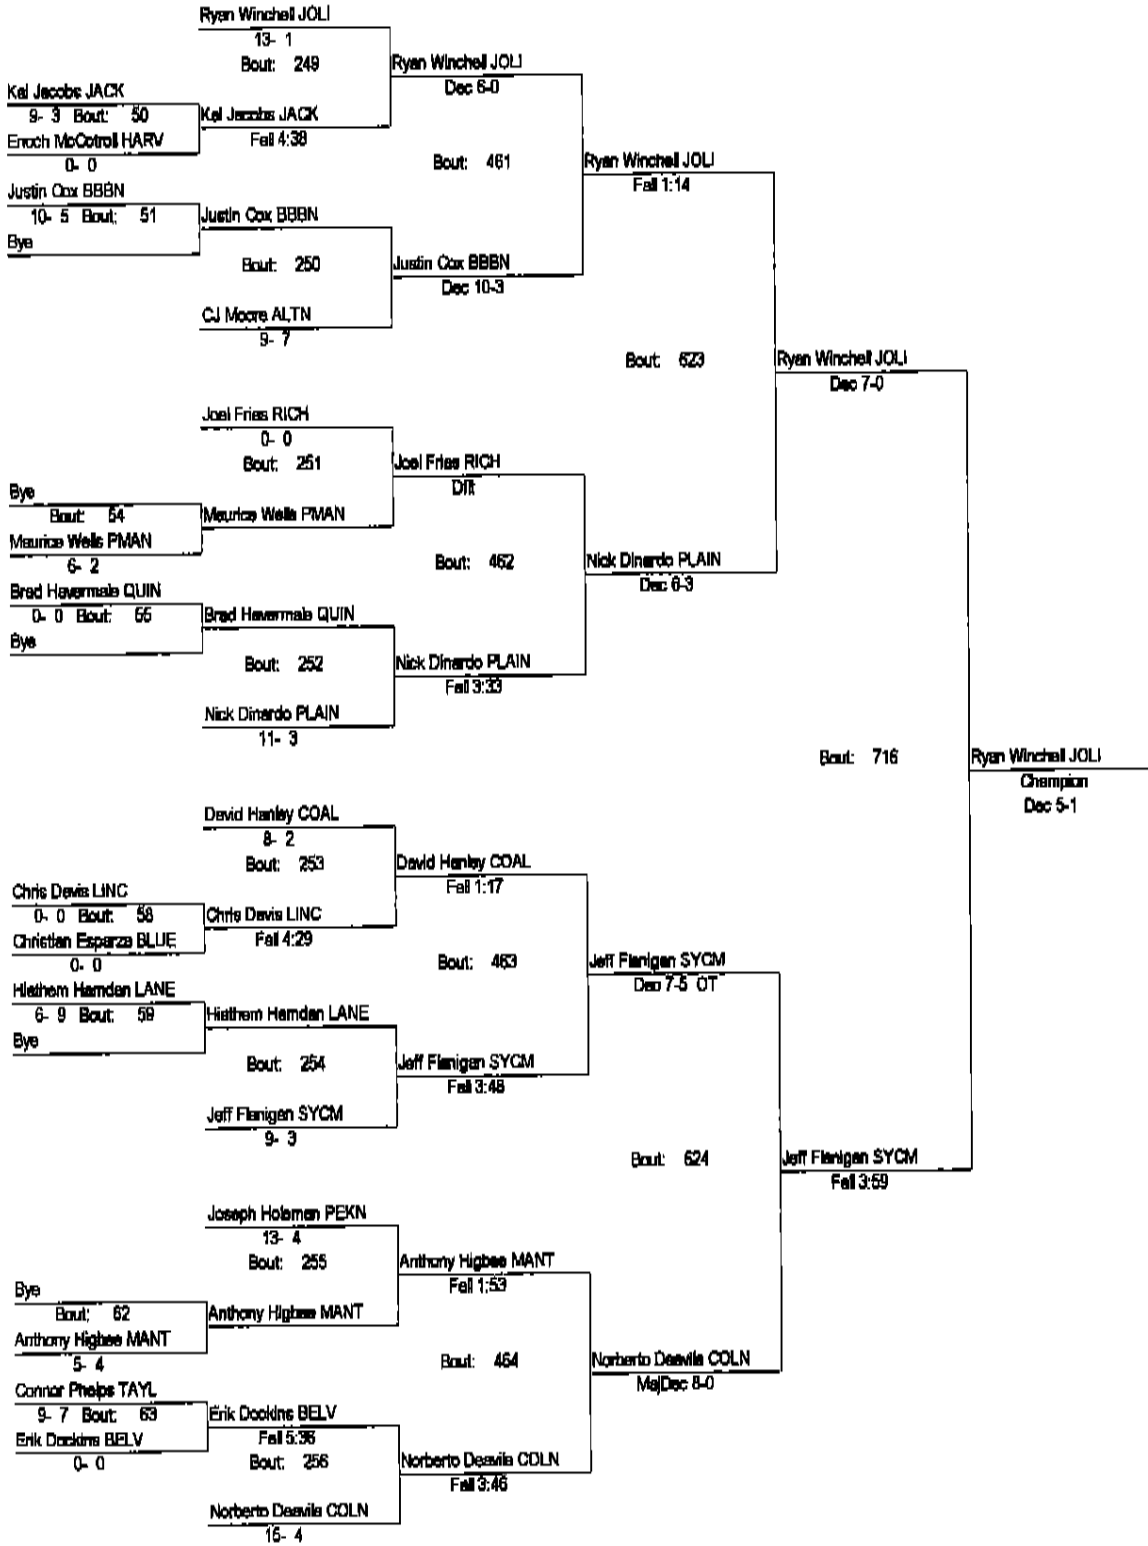 Ryan Winchell JOLI
13- 1
Bout: 249
Ryan Winchell JOLI
Dec 6-0
Kal Jacobs JACK
9- 3 Bout: 50
Kal Jacobs JACK
Fall 4:38
Enoch McCotroll HARV
0- 0
Bout: 461
Ryan Winchell JOLI
Fall 1:14
Justin Cox BBBN
10- 5 Bout: 51
Justin Cox BBBN
Bye
Bout: 250
Justin Cox BBBN
Dec 10-3
CJ Moore ALTN
9- 7
Bout: 623
Ryan Winchell JOLI
Dec 7-0
Joel Fries RICH
0- 0
Bout: 251
Joel Fries RICH
Dflt
Bye
Bout: 54
Maurice Wells PMAN
Maurice Wells PMAN
6- 2
Bout: 462
Nick Dinardo PLAIN
Dec 6-3
Brad Havermale QUIN
0- 0 Bout: 55
Brad Havermale QUIN
Bye
Bout: 252
Nick Dinardo PLAIN
Fall 3:33
Nick Dinardo PLAIN
11- 3
Bout: 716
Ryan Winchell JOLI
Champion
Dec 5-1
David Hanley COAL
8- 2
Bout: 253
David Hanley COAL
Fall 1:17
Chris Davis LINC
0- 0 Bout: 58
Chris Davis LINC
Fall 4:29
Christian Esparza BLUE
0- 0
Bout: 463
Jeff Flanigan SYCM
Dec 7-5 OT
Hiathem Hamdan LANE
6- 9 Bout: 59
Hiathem Hamdan LANE
Bye
Bout: 254
Jeff Flanigan SYCM
Fall 3:48
Jeff Flanigan SYCM
9- 3
Bout: 624
Jeff Flanigan SYCM
Fall 3:59
Joseph Holeman PEKN
13- 4
Bout: 255
Anthony Higbee MANT
Fall 1:53
Bye
Bout: 62
Anthony Higbee MANT
Anthony Higbee MANT
5- 4
Bout: 464
Norberto Deavila COLN
MajDec 8-0
Connor Phelps TAYL
9- 7 Bout: 63
Erik Dockins BELV
Fall 5:36
Erik Dockins BELV
0- 0
Bout: 256
Norberto Deavila COLN
Fall 3:46
Norberto Deavila COLN
15- 4